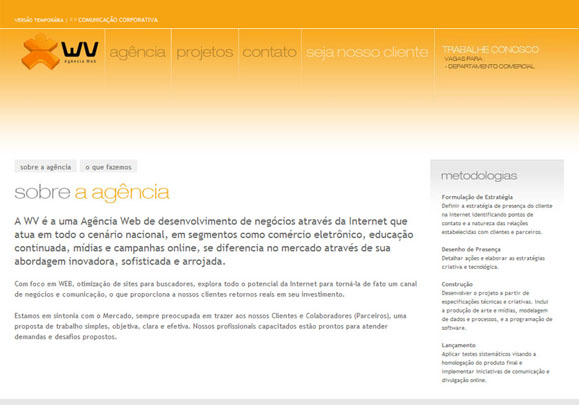 VERSÃO TEMPORÁRIA | COMUNICAÇÃO CORPORATIVA
WV
Agência Web
agência
projetos
contato
seja nosso cliente
TRABALHE CONOSCO
VAGAS PARA
- DEPARTAMENTO COMERCIAL
sobre a agência
o que fazemos
sobre a agência
A WV é a uma Agência Web de desenvolvimento de negócios através da Internet que
atua em todo o cenário nacional, em segmentos como comércio eletrônico, educação
continuada, mídias e campanhas online, se diferencia no mercado através de sua
abordagem inovadora, sofisticada e arrojada.
Com foco em WEB, otimização de sites para buscadores, explora todo o potencial da Internet para torná-la de fato um canal
de negócios e comunicação, o que proporciona a nossos clientes retornos reais em seu investimento.
Estamos em sintonia com o Mercado, sempre preocupada em trazer aos nossos Clientes e Colaboradores (Parceiros), uma
proposta de trabalho simples, objetiva, clara e efetiva. Nossos profissionais capacitados estão prontos para atender
demandas e desafios propostos.
metodologias
Formulação de Estratégia
Definir a estratégia de presença do cliente
na Internet identificando pontos de
contato e a natureza das relações
estabelecidas com clientes e parceiros.
Desenho de Presença
Detalhar ações e elaborar as estratégias
criativa e tecnológica.
Construção
Desenvolver o projeto a partir de
especificações técnicas e criativas. Inclui
a produção de arte e mídias, modelagem
de dados e processos, e a programação de
software.
Lançamento
Aplicar testes sistemáticos visando a
homologação do produto final e
implementar iniciativas de comunicação e
divulgação online.